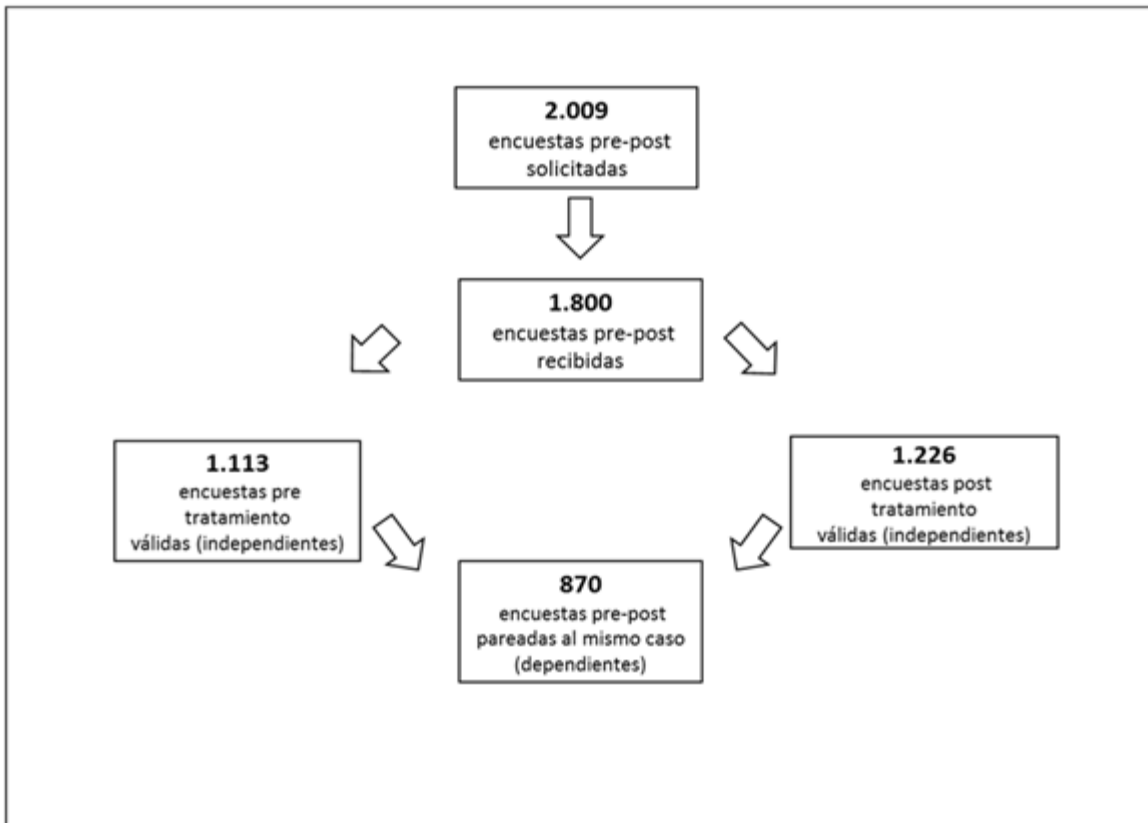 2.009
encuestas pre-post
solicitadas
1.800
encuestas pre-post
recibidas
1.113
encuestas pre
tratamiento
válidas (independientes)
1.226
encuestas post
tratamiento
válidas (independientes)
870
encuestas pre-post
pareadas al mismo caso
(dependientes)